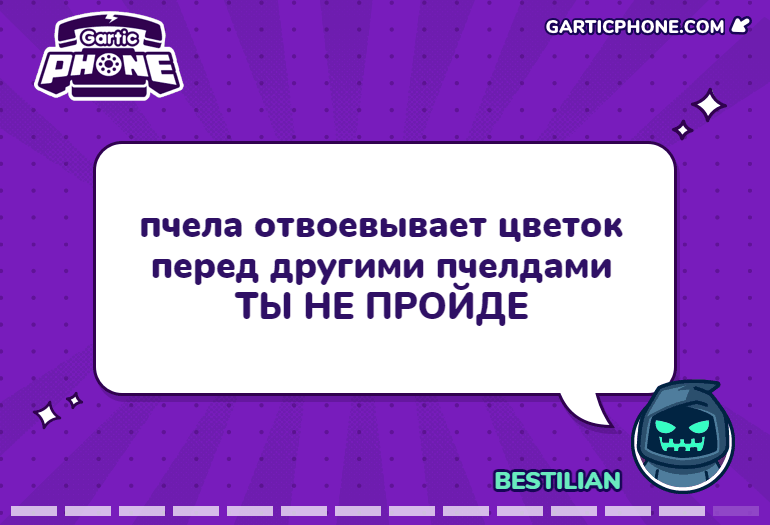 Gartic
PHONE
GARTICPHONE.COM
пчела отвоевывает цветок
перед другими пчелдами
ТЫ НЕ ПРОЙДЕ
BESTILIAN